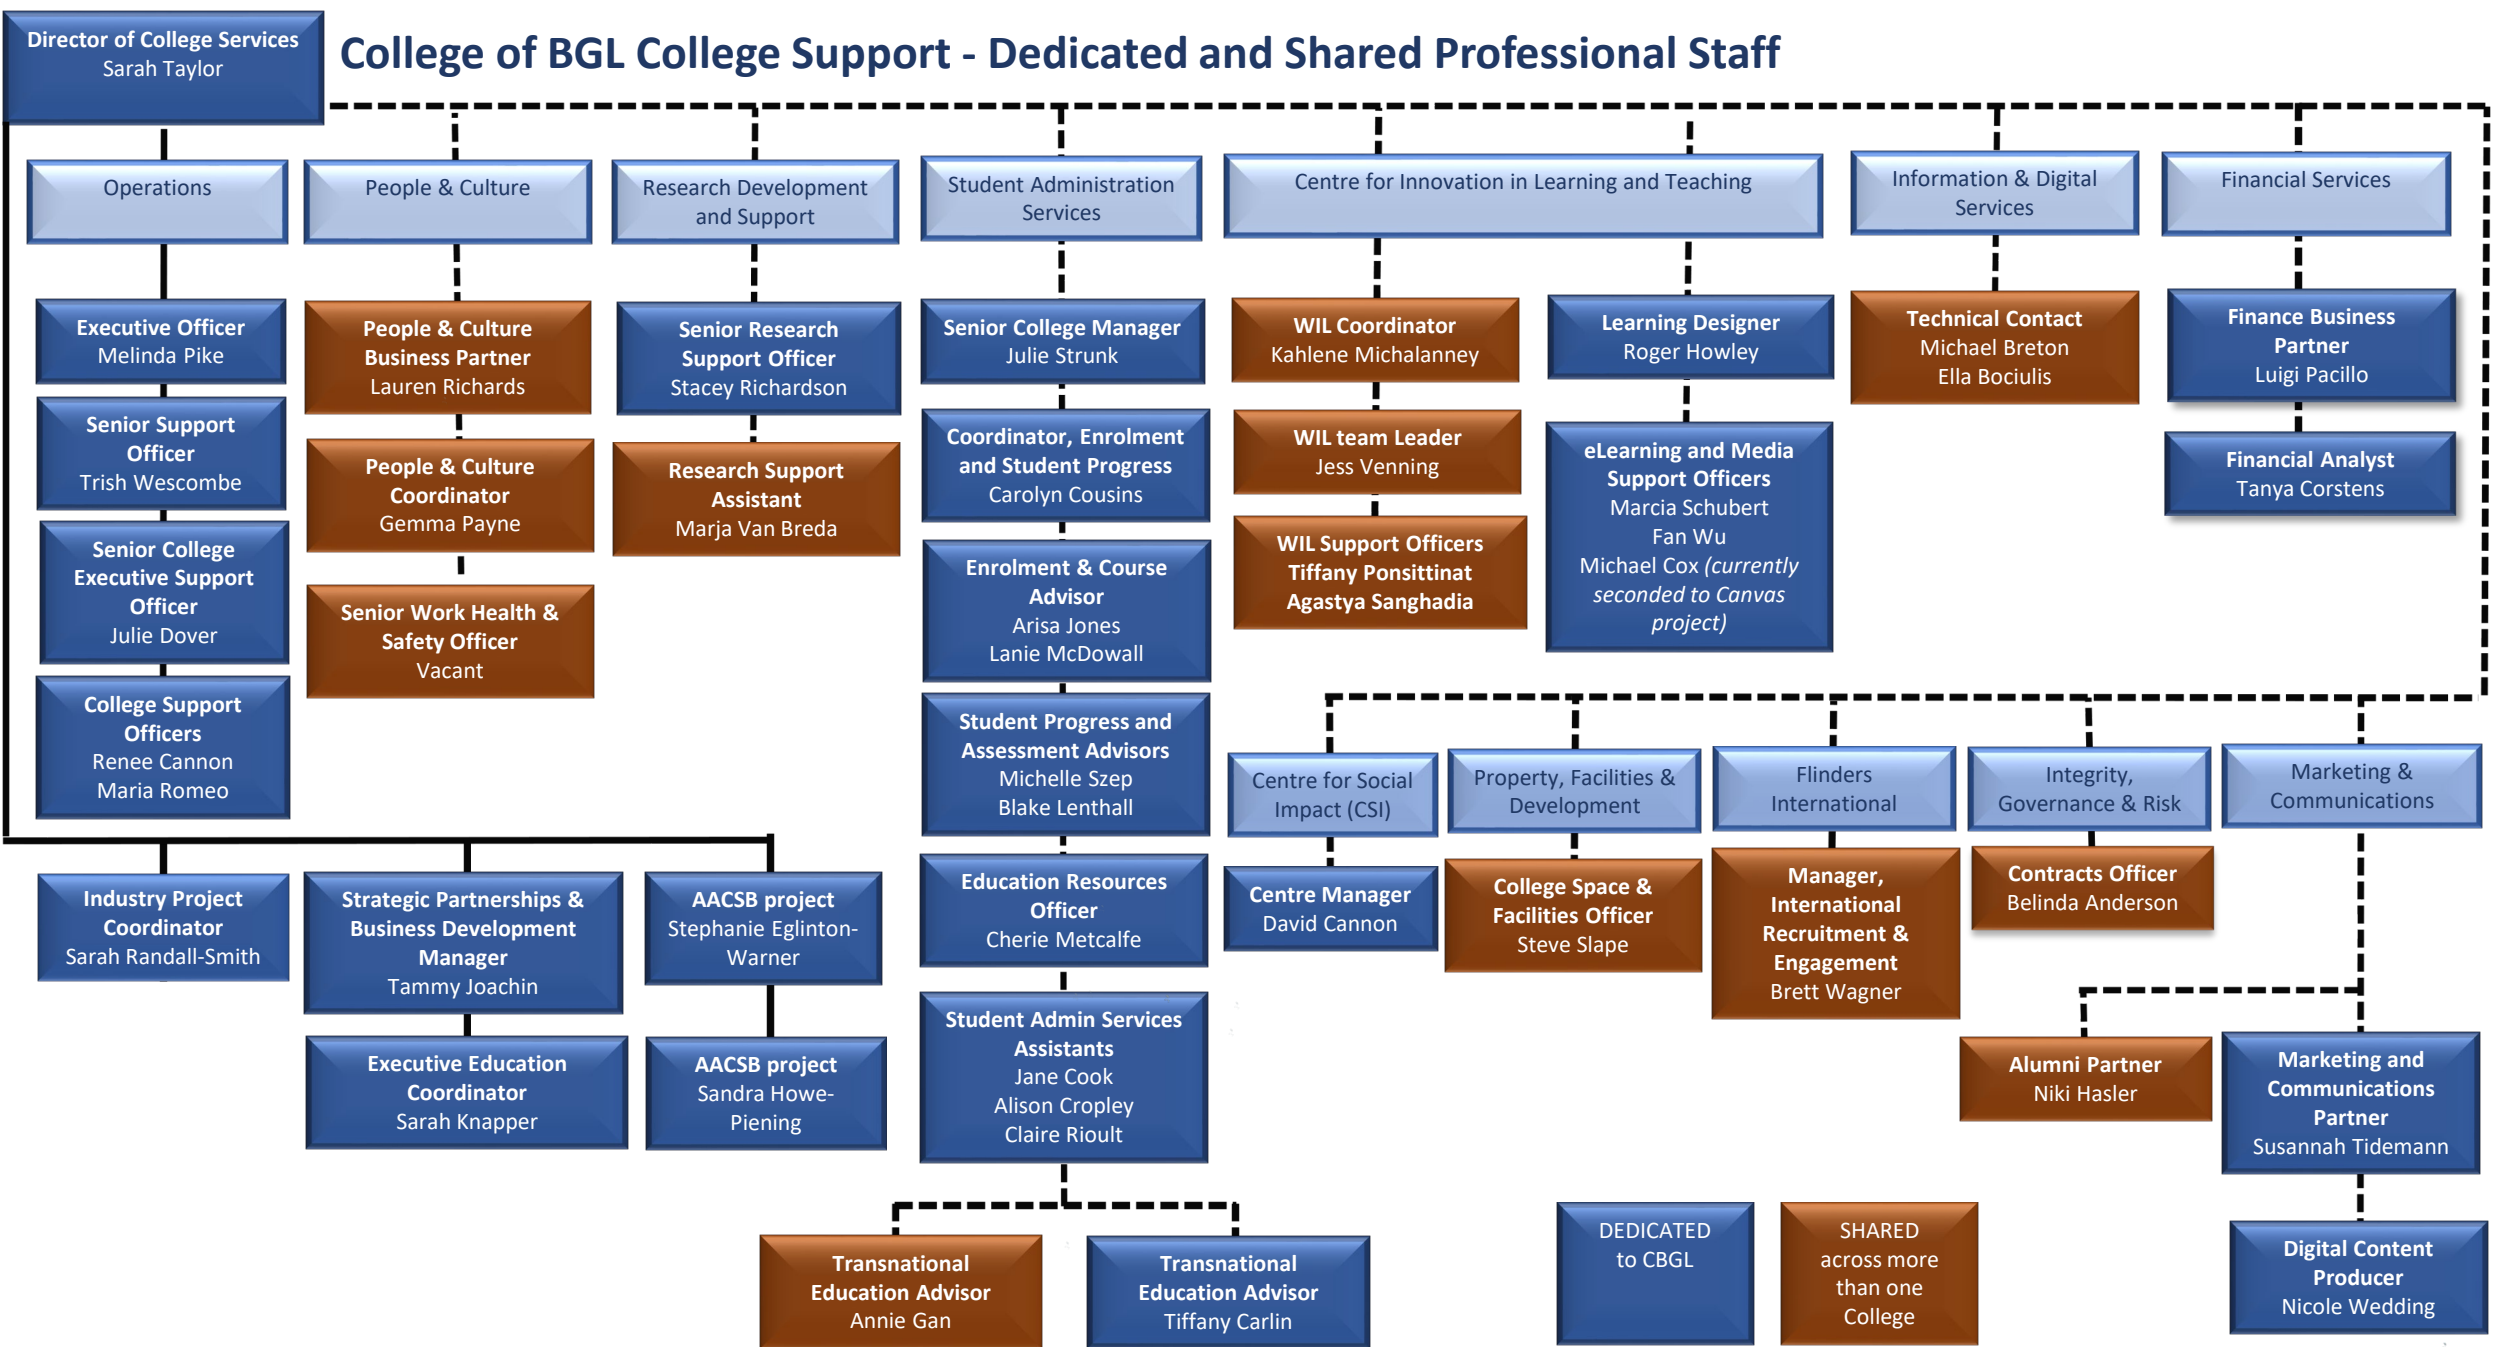 Director of College Services
Sarah Taylor
College of BGL College Support - Dedicated and Shared Professional Staff
Operations
People & Culture
Research Development
and Support
Student Administration
Services
Centre for Innovation in Learning and Teaching
Information & Digital
Services
Financial Services
Executive Officer
Melinda Pike
Senior Support
Officer
Trish Wescombe
Senior College
Executive Support
Officer
Julie Dover
College Support
Officers
Renee Cannon
Maria Romeo
People & Culture
Business Partner
Lauren Richards
People & Culture
Coordinator
Gemma Payne
Senior Work Health &
Safety Officer
Vacant
Senior Research
Support Officer
Stacey Richardson
Research Support
Assistant
Marja Van Breda
Senior College Manager
Julie Strunk
Coordinator, Enrolment
and Student Progress
Carolyn Cousins
Enrolment & Course
Advisor
Arisa Jones
Lanie McDowall
Student Progress and
Assessment Advisors
Michelle Szep
Blake Lenthall
Education Resources
Officer
Cherie Metcalfe
Student Admin Services
Assistants
Jane Cook
Alison Cropley
Claire Rioult
Transnational
Education Advisor
Annie Gan
Transnational
Education Advisor
Tiffany Carlin
WIL Coordinator
Kahlene Michalanney
WIL team Leader
Jess Venning
WIL Support Officers
Tiffany Ponsittinat
Agastya Sanghadia
Learning Designer
Roger Howley
eLearning and Media
Support Officers
Marcia Schubert
Fan Wu
Michael Cox (currently
seconded to Canvas
project)
Technical Contact
Michael Breton
Ella Bociulis
Finance Business
Partner
Luigi Pacillo
Financial Analyst
Tanya Corstens
Industry Project
Coordinator
Sarah Randall-Smith
Strategic Partnerships &
Business Development
Manager
Tammy Joachin
Executive Education
Coordinator
Sarah Knapper
AACSB project
Stephanie Eglinton-
Warner
AACSB project
Sandra Howe-
Piening
Centre for Social
Impact (CSI)
Centre Manager
David Cannon
Property, Facilities &
Development
College Space &
Facilities Officer
Steve Slape
Flinders
International
Manager,
International
Recruitment &
Engagement
Brett Wagner
Integrity,
Governance & Risk
Contracts Officer
Belinda Anderson
Marketing &
Communications
Alumni Partner
Niki Hasler
Marketing and
Communications
Partner
Susannah Tidemann
Digital Content
Producer
Nicole Wedding
DEDICATED
to CBGL
SHARED
across more
than one
College